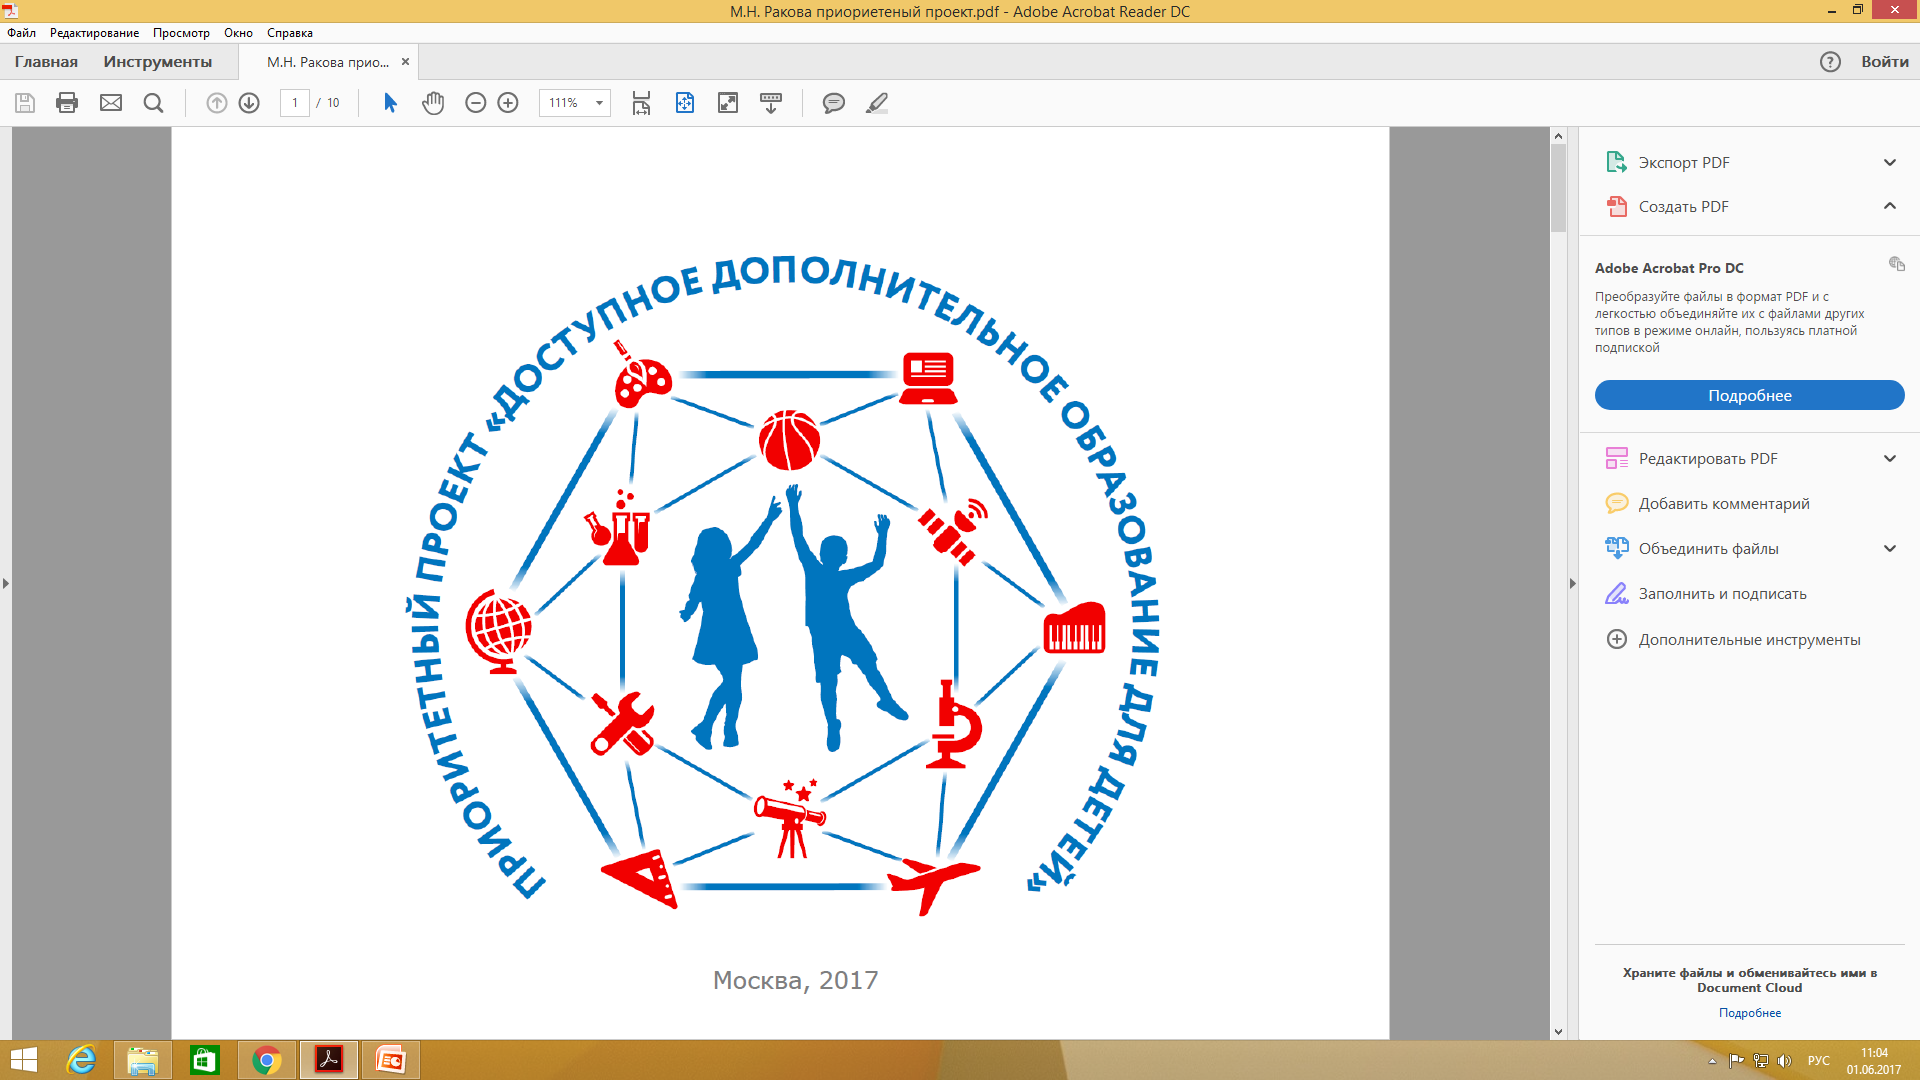 М.Н. Ракова приориетеный проект.pdf - Adobe Acrobat Reader DC
Файл Редактирование Просмотр Окно Справка
Главная Инструменты М.Н. Ракова прио... × ? Войти
1 / 10 111%
ПРИОРИТЕТНЫЙ ПРОЕКТ «ДОСТУПНОЕ ДОПОЛНИТЕЛЬНОЕ ОБРАЗОВАНИЕ ДЛЯ ДЕТЕЙ»
Москва, 2017
Экспорт PDF
Создать PDF
Adobe Acrobat Pro DC
Преобразуйте файлы в формат PDF и с
легкостью объединяйте их с файлами других
типов в режиме онлайн, пользуясь платной
подпиской
Подробнее
Редактировать PDF
Добавить комментарий
Объединить файлы
Заполнить и подписать
Дополнительные инструменты
Храните файлы и обменивайтесь ими в
Document Cloud
Подробнее
РУС
11:04
01.06.2017